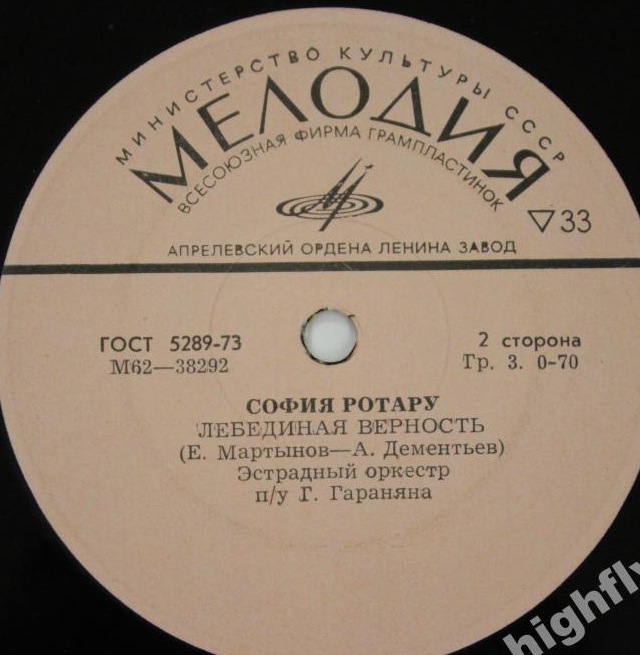 МИНИСТЕРСТВО КУЛЬТУРЫ СССР
МЕЛОДИЯ
ВСЕСОЮЗНАЯ ФИРМА ГРАМПЛАСТИНОК
▽33
АПРЕЛЕВСКИЙ ОРДЕНА ЛЕНИНА ЗАВОД
ГОСТ 5289-73
М62—38292
2 сторона
Гр. 3. 0-70
СОФИЯ РОТАРУ
ЛЕБЕДИНАЯ ВЕРНОСТЬ
(Е. Мартынов—А. Дементьев)
Эстрадный оркестр
п/у Г. Гараняна